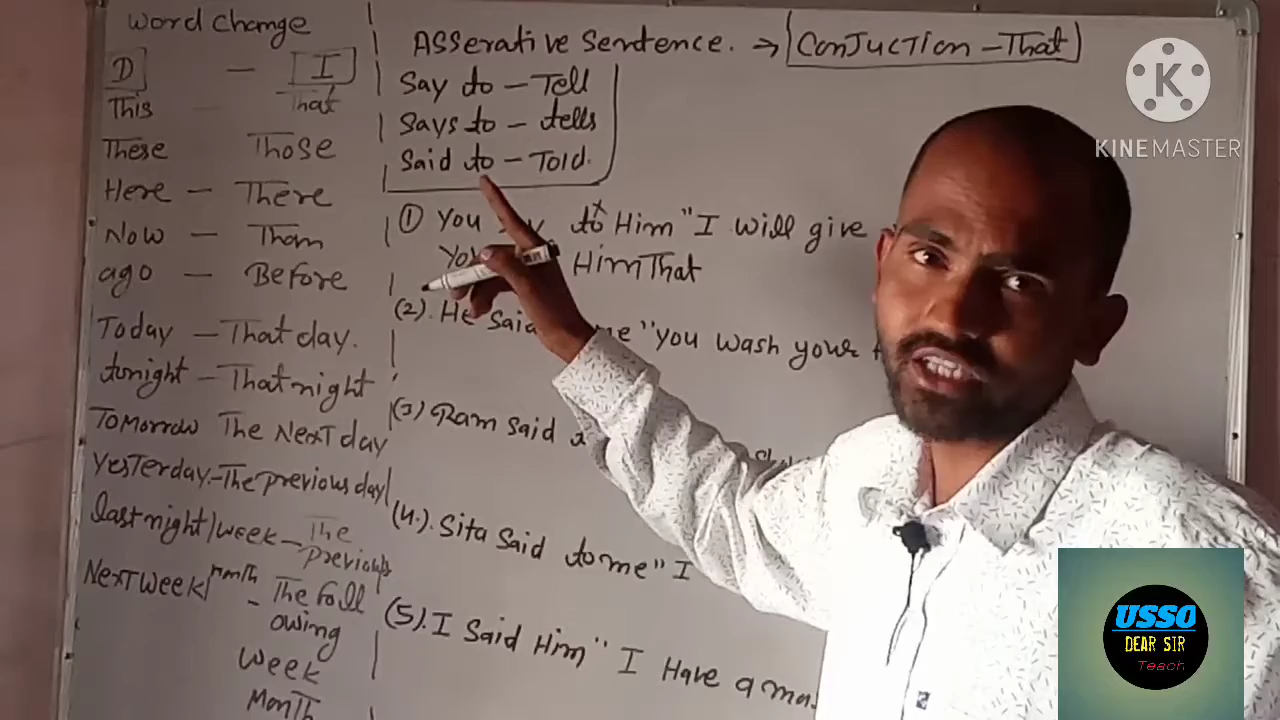 Word Change
D — I
This That
These Those
Here — There
Now — Than
ago — Before
Today — That day.
tonight — That night
Tomorrow The Next day
Yesterday.–The previous day
last night/week — The previous
Next week/month – The foll
owing
week
Month
Asserative Sentence. → Conjuction – That
Say to – Tell
Says to – tells
Said to – Told.
① You to Him "I will give
Him That
(2). He Said me "you wash your
(3) Ram Said
(4.). Sita Said to me" I
(5). I Said Him" I Have a
K
KINEMASTER
USSO
DEAR SIR
Teach